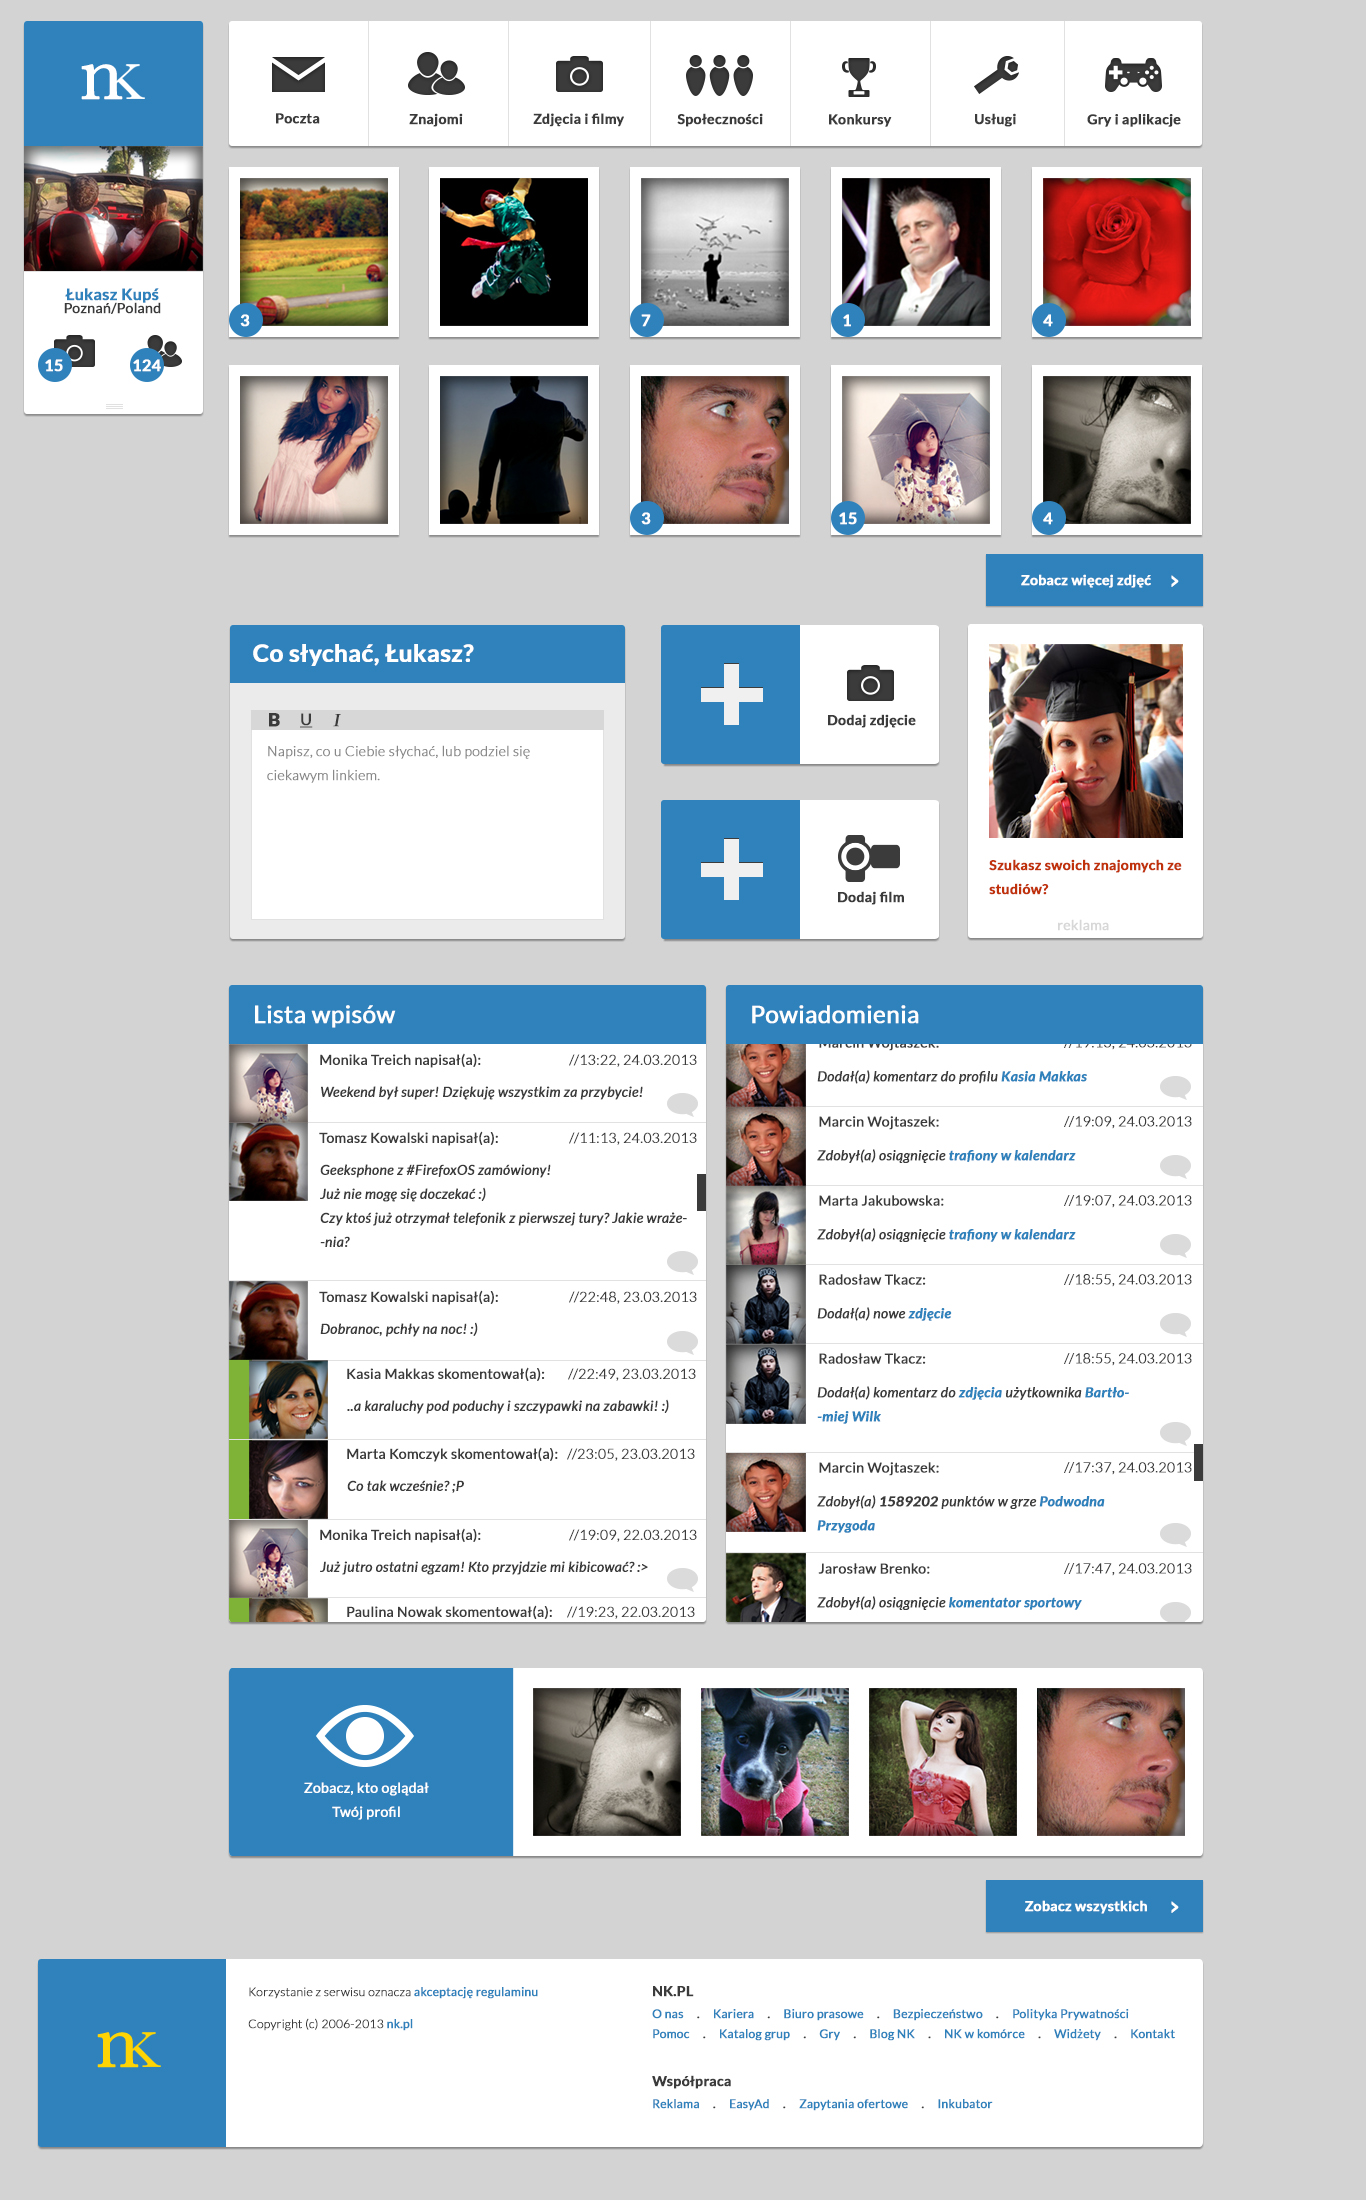 nk
Poczta
Znajomi
Zdjęcia i filmy
Społeczności
Konkursy
Usługi
Gry i aplikacje
Łukasz Kupś
Poznań/Poland
15
124
3
7
1
4
3
15
4
Zobacz więcej zdjęć
Co słychać, Łukasz?
B U I
Napisz, co u Ciebie słychać, lub podziel się
ciekawym linkiem.
Dodaj zdjęcie
Dodaj film
Szukasz swoich znajomych ze
studiów?
reklama
Lista wpisów
Monika Treich napisał(a): //13:22, 24.03.2013
Weekend był super! Dziękuję wszystkim za przybycie!
Tomasz Kowalski napisał(a): //11:13, 24.03.2013
Geeksphone z #FirefoxOS zamówiony!
Już nie mogę się doczekać :)
Czy ktoś już otrzymał telefonik z pierwszej tury? Jakie wraże-
-nia?
Tomasz Kowalski napisał(a): //22:48, 23.03.2013
Dobranoc, pchły na noc! :)
Kasia Makkas skomentował(a): //22:49, 23.03.2013
..a karaluchy pod poduchy i szczypawki na zabawki! :)
Marta Komczyk skomentował(a): //23:05, 23.03.2013
Co tak wcześnie? ;P
Monika Treich napisał(a): //19:09, 22.03.2013
Już jutro ostatni egzam! Kto przyjdzie mi kibicować? :>
Paulina Nowak skomentował(a): //19:23, 22.03.2013
Powiadomienia
Marcin Wojtaszek: //19:13, 24.03.2013
Dodał(a) komentarz do profilu Kasia Makkas
Marcin Wojtaszek: //19:09, 24.03.2013
Zdobył(a) osiągnięcie trafiony w kalendarz
Marta Jakubowska: //19:07, 24.03.2013
Zdobył(a) osiągnięcie trafiony w kalendarz
Radosław Tkacz: //18:55, 24.03.2013
Dodał(a) nowe zdjęcie
Radosław Tkacz: //18:55, 24.03.2013
Dodał(a) komentarz do zdjęcia użytkownika Bartło-
-miej Wilk
Marcin Wojtaszek: //17:37, 24.03.2013
Zdobył(a) 1589202 punktów w grze Podwodna
Przygoda
Jarosław Brenko: //17:47, 24.03.2013
Zdobył(a) osiągnięcie komentator sportowy
Zobacz, kto oglądał
Twój profil
Zobacz wszystkich
nk
Korzystanie z serwisu oznacza akceptację regulaminu
Copyright (c) 2006-2013 nk.pl
NK.PL
O nas . Kariera . Biuro prasowe . Bezpieczeństwo . Polityka Prywatności
Pomoc . Katalog grup . Gry . Blog NK . NK w komórce . Widżety . Kontakt
Współpraca
Reklama . EasyAd . Zapytania ofertowe . Inkubator